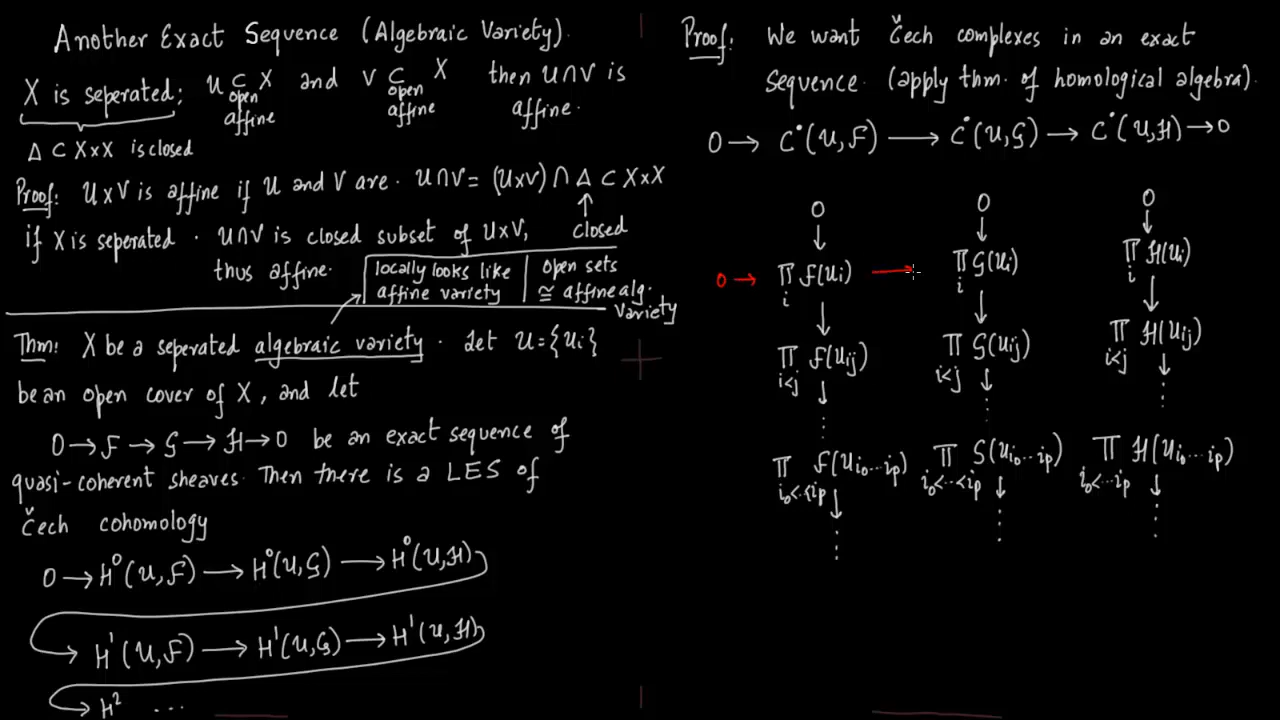 Another Exact Sequence (Algebraic Variety).
X is seperated: U ⊂ X and V ⊂ X then U∩V is
open open
affine affine affine.
Δ ⊂ X×X is closed
Proof: U×V is affine if U and V are. U∩V = (U×V) ∩ Δ ⊂ X×X
if X is seperated. U∩V is closed subset of U×V, closed
thus affine.
locally looks like
affine variety
open sets
≅ affine alg.
variety
Thm: X be a seperated algebraic variety. Let U={Ui}
be an open cover of X, and let
0→F→G→H→0 be an exact sequence of
quasi-coherent sheaves. Then there is a LES of
Čech cohomology
0→H⁰(U,F)→H⁰(U,G)→H⁰(U,H)
→H¹(U,F)→H¹(U,G)→H¹(U,H)
→H² ...
Proof: We want Čech complexes in an exact
sequence. (apply thm. of homological algebra).
0→C•(U,F)→C•(U,G)→C•(U,H)→0
0 0 0
↓ ↓ ↓
0→ ∏ F(Ui) → ∏ G(Ui) ∏ H(Ui)
i i i
↓ ↓ ↓
∏ F(Uij) ∏ G(Uij) ∏ H(Uij)
i<j i<j i<j
↓ ↓ ↓
⋮ ⋮ ⋮
∏ F(Ui₀...ip) ∏ G(Ui₀...ip) ∏ H(Ui₀...ip)
i₀<..<ip i₀<...<ip i₀<...ip
↓ ↓ ↓
⋮ ⋮ ⋮